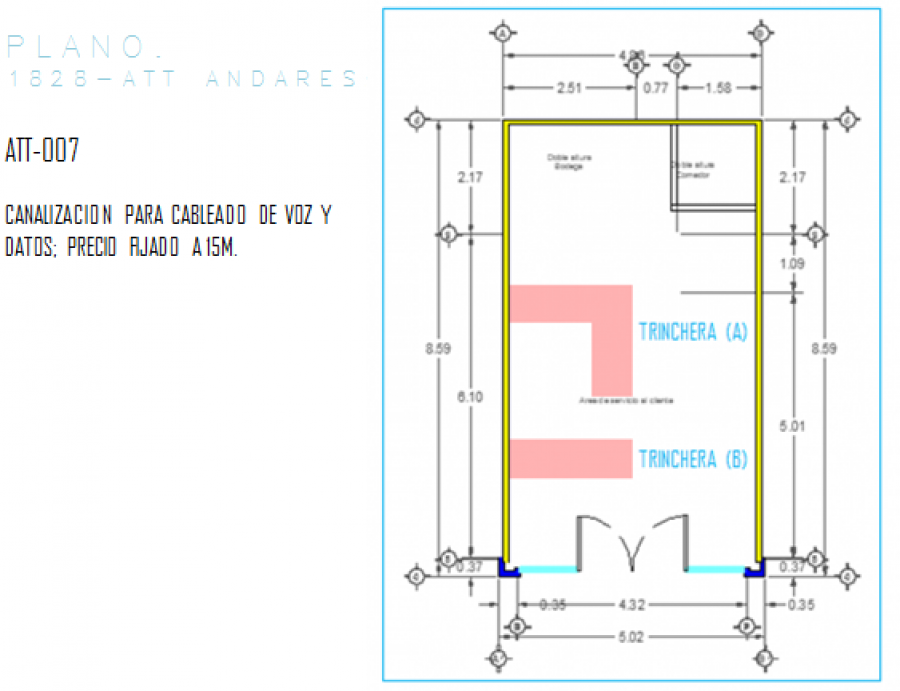 PLANO.
1828-ATT ANDARES
ATT-007
CANALIZACION PARA CABLEADO DE VOZ Y
DATOS; PRECIO FIJADO A 15M.
A
2.51
0.77
1.58
2.17
Doble altura
Bodega
Doble altura
Comedor
2.17
1.09
TRINCHERA (A)
8.59
8.59
6.10
Area de servicio al cliente
5.01
TRINCHERA (B)
0.37
0.37
0.35
4.32
0.35
5.02